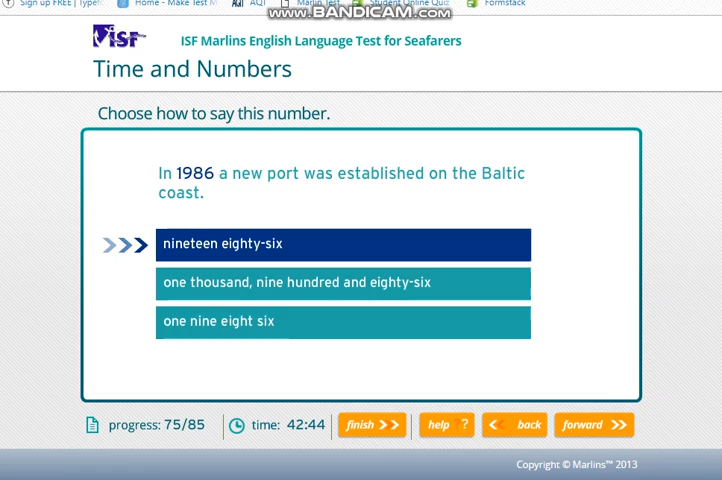 Sign up FREE | Typef
Home - Make Test M
AQT AQT
Marlin Test
Student Online Quiz
Formstack
www.BANDICAM.com
ISF
ISF Marlins English Language Test for Seafarers
Time and Numbers
Choose how to say this number.
In 1986 a new port was established on the Baltic
coast.
nineteen eighty-six
one thousand, nine hundred and eighty-six
one nine eight six
progress: 75/85
time: 42:44
finish
help ??
back
forward
Copyright © Marlins™ 2013